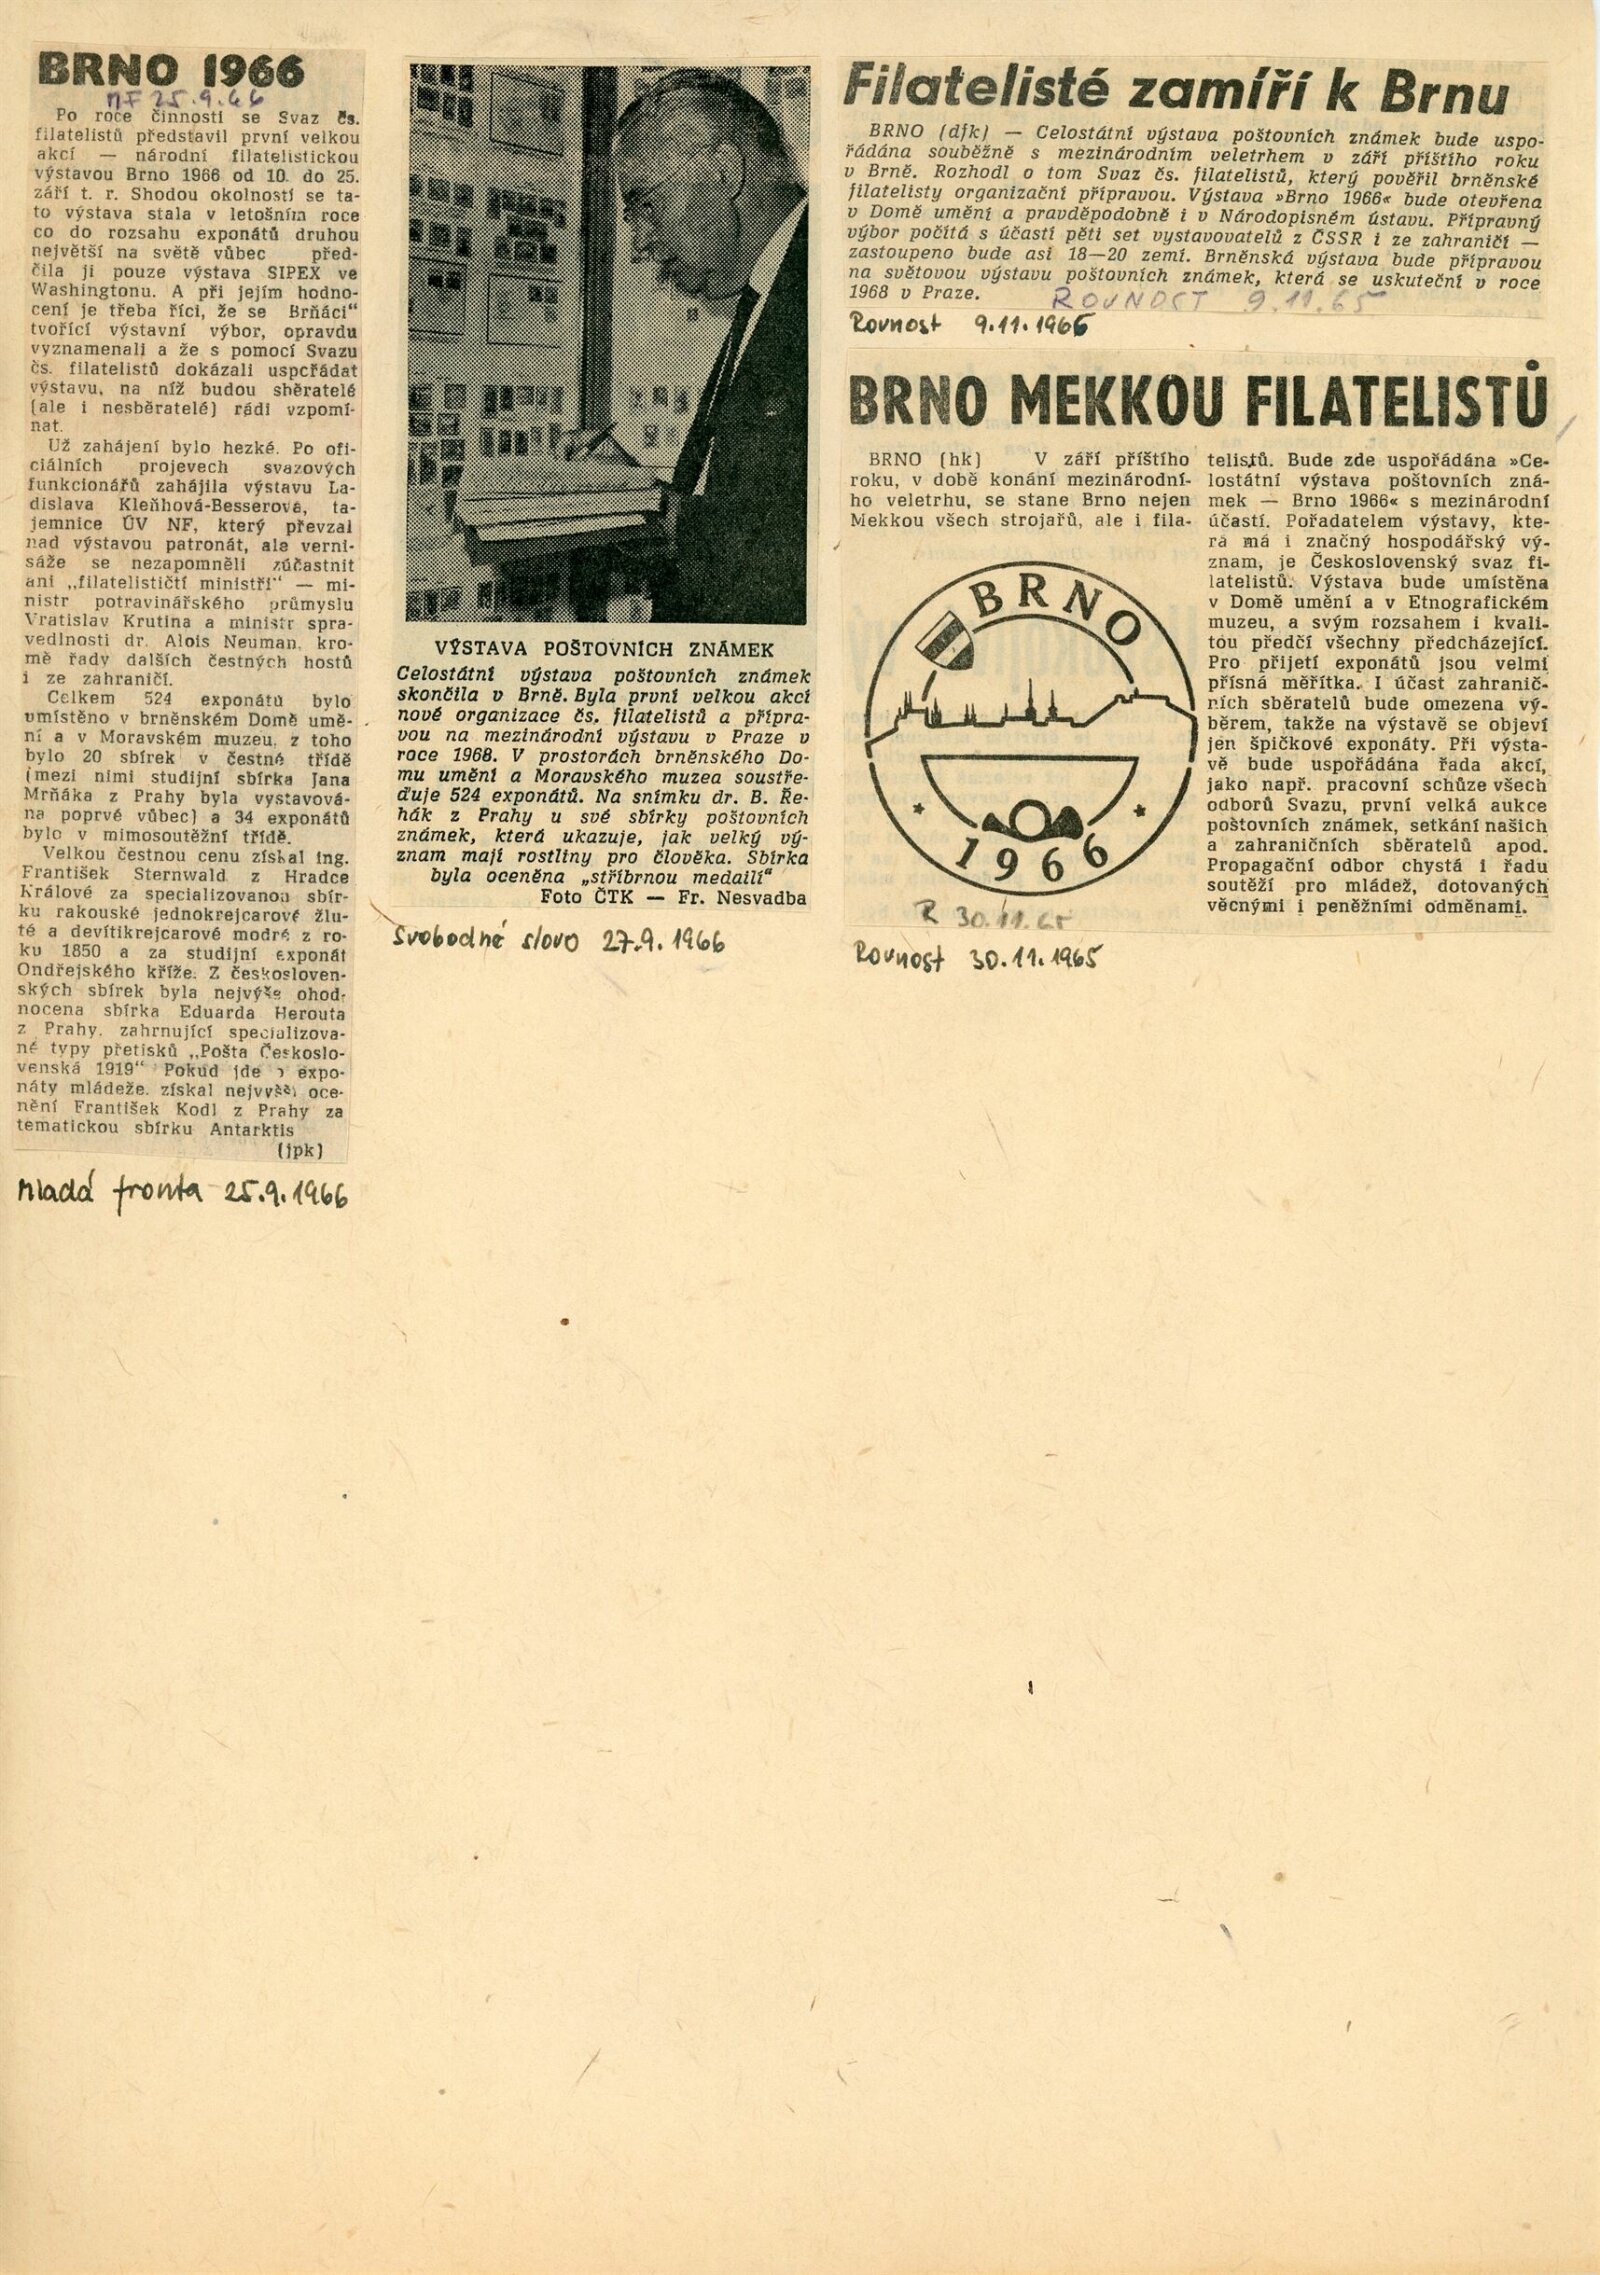 BRNO 1966
MF 25.9.66
Po roce činnosti se Svaz čs.
filatelistů představil první velkou
akcí — národní filatelistickou
výstavou Brno 1966 od 10. do 25.
září t. r. Shodou okolností se ta-
to výstava stala v letošním roce
co do rozsahu exponátů druhou
největší na světě vůbec před-
čila ji pouze výstava SIPEX ve
Washingtonu. A při jejím hodno-
cení je třeba říci, že se Brňáci"
tvořící výstavní výbor, opravdu
vyznamenali a že s pomocí Svazu
čs. filatelistů dokázali uspořádat
výstavu, na níž budou sběratelé
(ale i nesběratelé) rádi vzpomí-
nat.
Už zahájení bylo hezké. Po ofi-
ciálních projevech svazových
funkcionářů zahájila výstavu La-
dislava Kleňhová-Besserová, ta-
jemnice ÚV NF, který převzal
nad výstavou patronát, ale verni-
sáže se nezapomněli zúčastnit
ani „filatelističtí ministři" — mi-
nistr potravinářského průmyslu
Vratislav Krutina a ministr spra-
vedlnosti dr. Alois Neuman, kro-
mě řady dalších čestných hostů
i ze zahraničí.
Celkem 524 exponátů bylo
umístěno v brněnském Domě umě-
ní a v Moravském muzeu, z toho
bylo 20 sbírek v čestné třídě
(mezi nimi studijní sbírka Jana
Mrňáka z Prahy byla vystavová-
na poprvé vůbec) a 34 exponátů
bylo v mimosoutěžní třídě.
Velkou čestnou cenu získal ing.
František Sternwald z Hradce
Králové za specializovanou sbír-
ku rakouské jednokrejcarové žlu-
té a devítikrejcarové modré z ro-
ku 1850 a za studijní exponát
Ondřejského kříže. Z českosloven-
ských sbírek byla nejvýše ohod-
nocena sbírka Eduarda Herouta
z Prahy, zahrnující specializova-
né typy přetisků „Pošta Českoslo-
venská 1919" Pokud jde o expo-
náty mládeže, získal nejvyšší oce-
nění František Kodl z Prahy za
tematickou sbírku Antarktis
(jpk)
Mladá fronta 25.9.1966
VÝSTAVA POŠTOVNÍCH ZNÁMEK
Celostátní výstava poštovních známek
skončila v Brně. Byla první velkou akcí
nové organizace čs. filatelistů a přípra-
vou na mezinárodní výstavu v Praze v
roce 1968. V prostorách brněnského Do-
mu umění a Moravského muzea soustře-
ďuje 524 exponátů. Na snímku dr. B. Ře-
hák z Prahy u své sbírky poštovních
známek, která ukazuje, jak velký vý-
znam mají rostliny pro člověka. Sbírka
byla oceněna „stříbrnou medailí"
Foto ČTK — Fr. Nesvadba
Svobodné slovo 27.9.1966
Filatelisté zamíří k Brnu
BRNO (dfk) — Celostátní výstava poštovních známek bude uspo-
řádána souběžně s mezinárodním veletrhem v září příštího roku
v Brně. Rozhodl o tom Svaz čs. filatelistů, který pověřil brněnské
filatelisty organizační přípravou. Výstava »Brno 1966« bude otevřena
v Domě umění a pravděpodobně i v Národopisném ústavu. Přípravný
výbor počítá s účastí pěti set vystavovatelů z ČSSR i ze zahraničí —
zastoupeno bude asi 18—20 zemí. Brněnská výstava bude přípravou
na světovou výstavu poštovních známek, která se uskuteční v roce
1968 v Praze.
ROVNOST 9.11.65
Rovnost 9.11.1966
BRNO MEKKOU FILATELISTŮ
BRNO (hk) V září příštího
roku, v době konání mezinárodní-
ho veletrhu, se stane Brno nejen
Mekkou všech strojařů, ale i fila-
telistů. Bude zde uspořádána »Ce-
lostátní výstava poštovních zná-
mek — Brno 1966« s mezinárodní
účastí. Pořadatelem výstavy, kte-
rá má i značný hospodářský vý-
znam, je Československý svaz fi-
latelistů. Výstava bude umístěna
v Domě umění a v Etnografickém
muzeu, a svým rozsahem i kvali-
tou předčí všechny předcházející.
Pro přijetí exponátů jsou velmi
přísná měřítka. I účast zahranič-
ních sběratelů bude omezena vý-
běrem, takže na výstavě se objeví
jen špičkové exponáty. Při výsta-
vě bude uspořádána řada akcí,
jako např. pracovní schůze všech
odborů Svazu, první velká aukce
poštovních známek, setkání našich
a zahraničních sběratelů apod.
Propagační odbor chystá i řadu
soutěží pro mládež, dotovaných
věcnými i peněžními odměnami.
BRNO
1966
R 30.11.65
Rovnost 30.11.1965